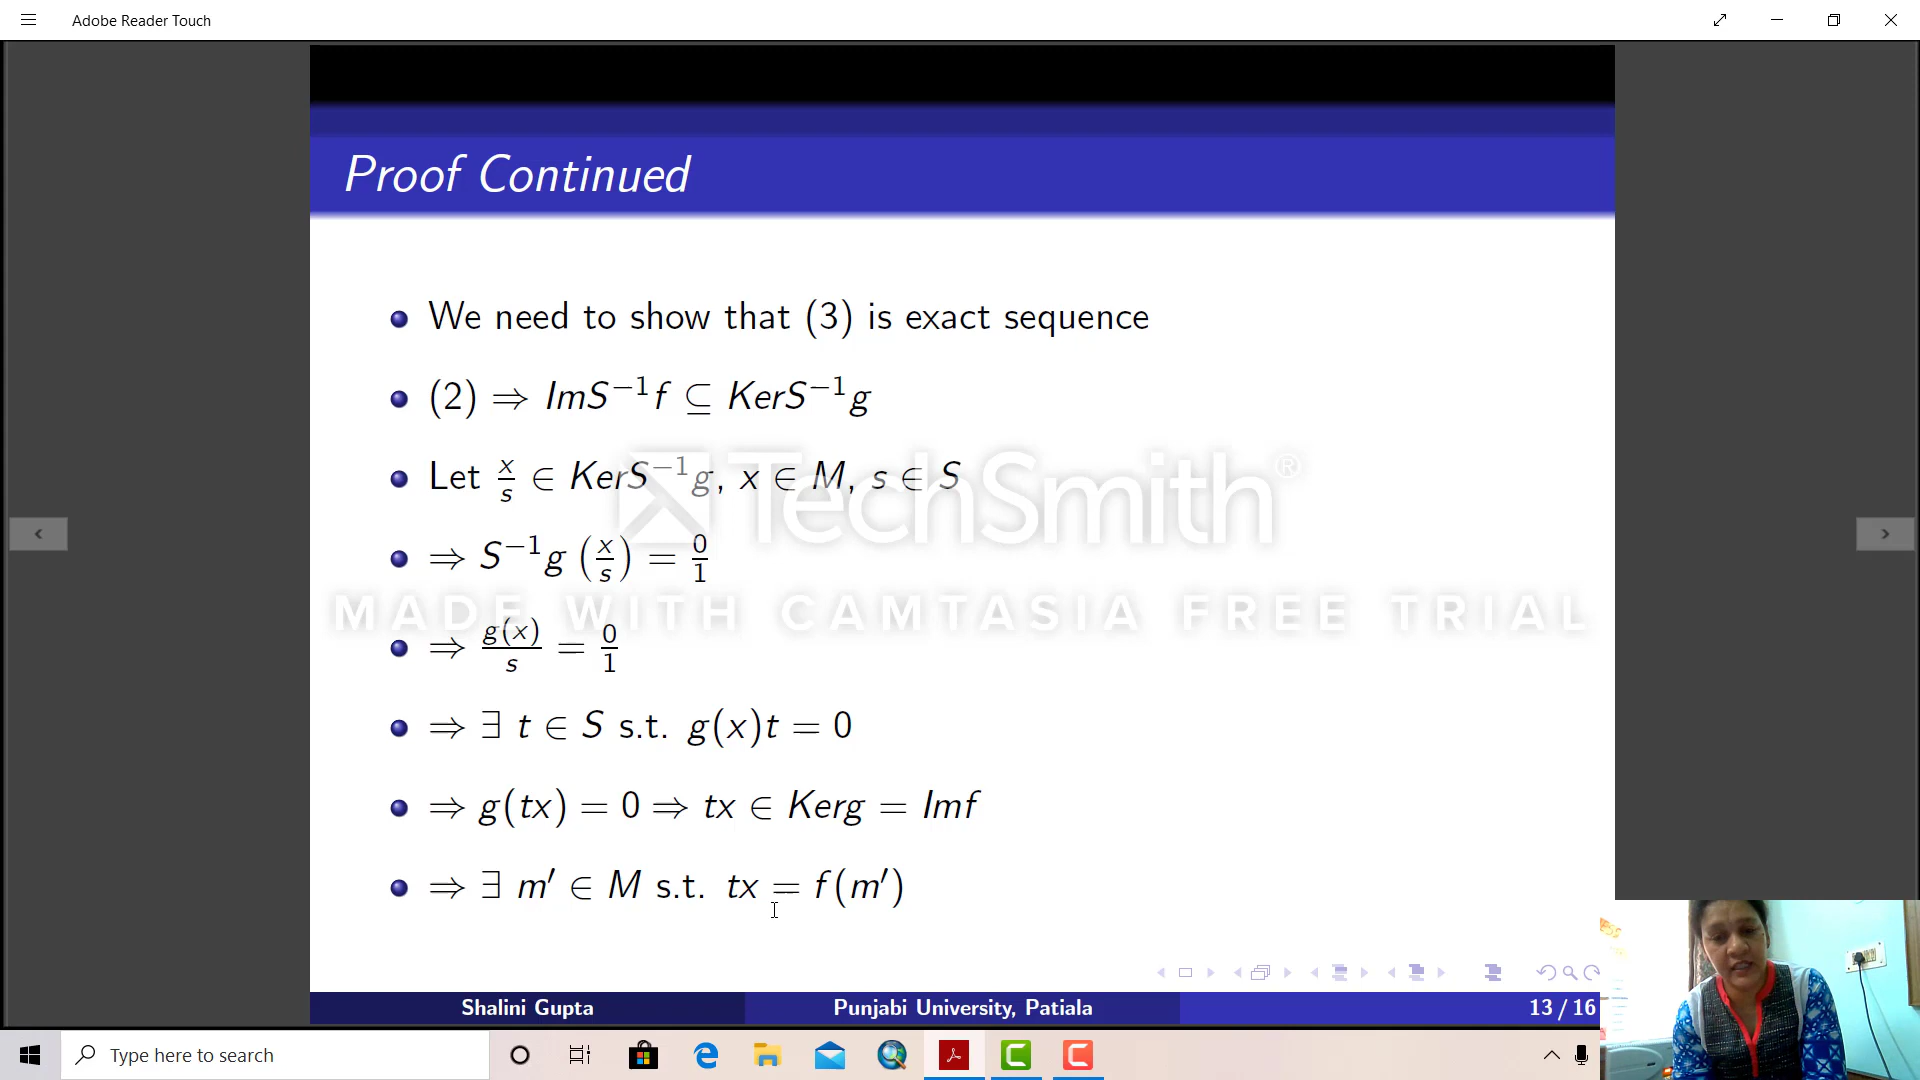 Adobe Reader Touch
Proof Continued
We need to show that (3) is exact sequence
(2) ⇒ ImS⁻¹f ⊆ KerS⁻¹g
Let x/s ∈ KerS⁻¹g, x ∈ M, s ∈ S
⇒ S⁻¹g (x/s) = 0/1
⇒ g(x)/s = 0/1
⇒ ∃ t ∈ S s.t. g(x)t = 0
⇒ g(tx) = 0 ⇒ tx ∈ Kerg = Imf
⇒ ∃ m′ ∈ M s.t. tx = f(m′)
TechSmith®
MADE WITH CAMTASIA FREE TRIAL
Shalini Gupta Punjabi University, Patiala 13 / 16
Type here to search